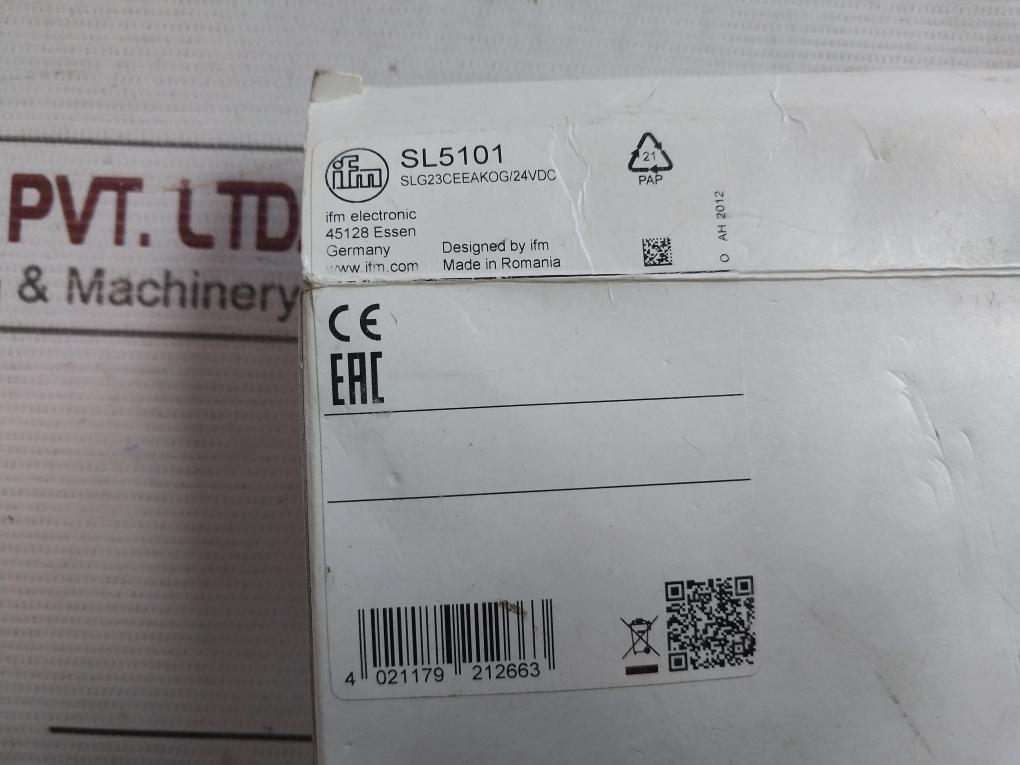 PVT. LTD.
& Machinery
ifm
SL5101
SLG23CEEAKOG/24VDC
ifm electronic
45128 Essen
Germany
www.ifm.com
Designed by ifm
Made in Romania
21
PAP
O AH 2012
CE
EAC
4 021179 212663